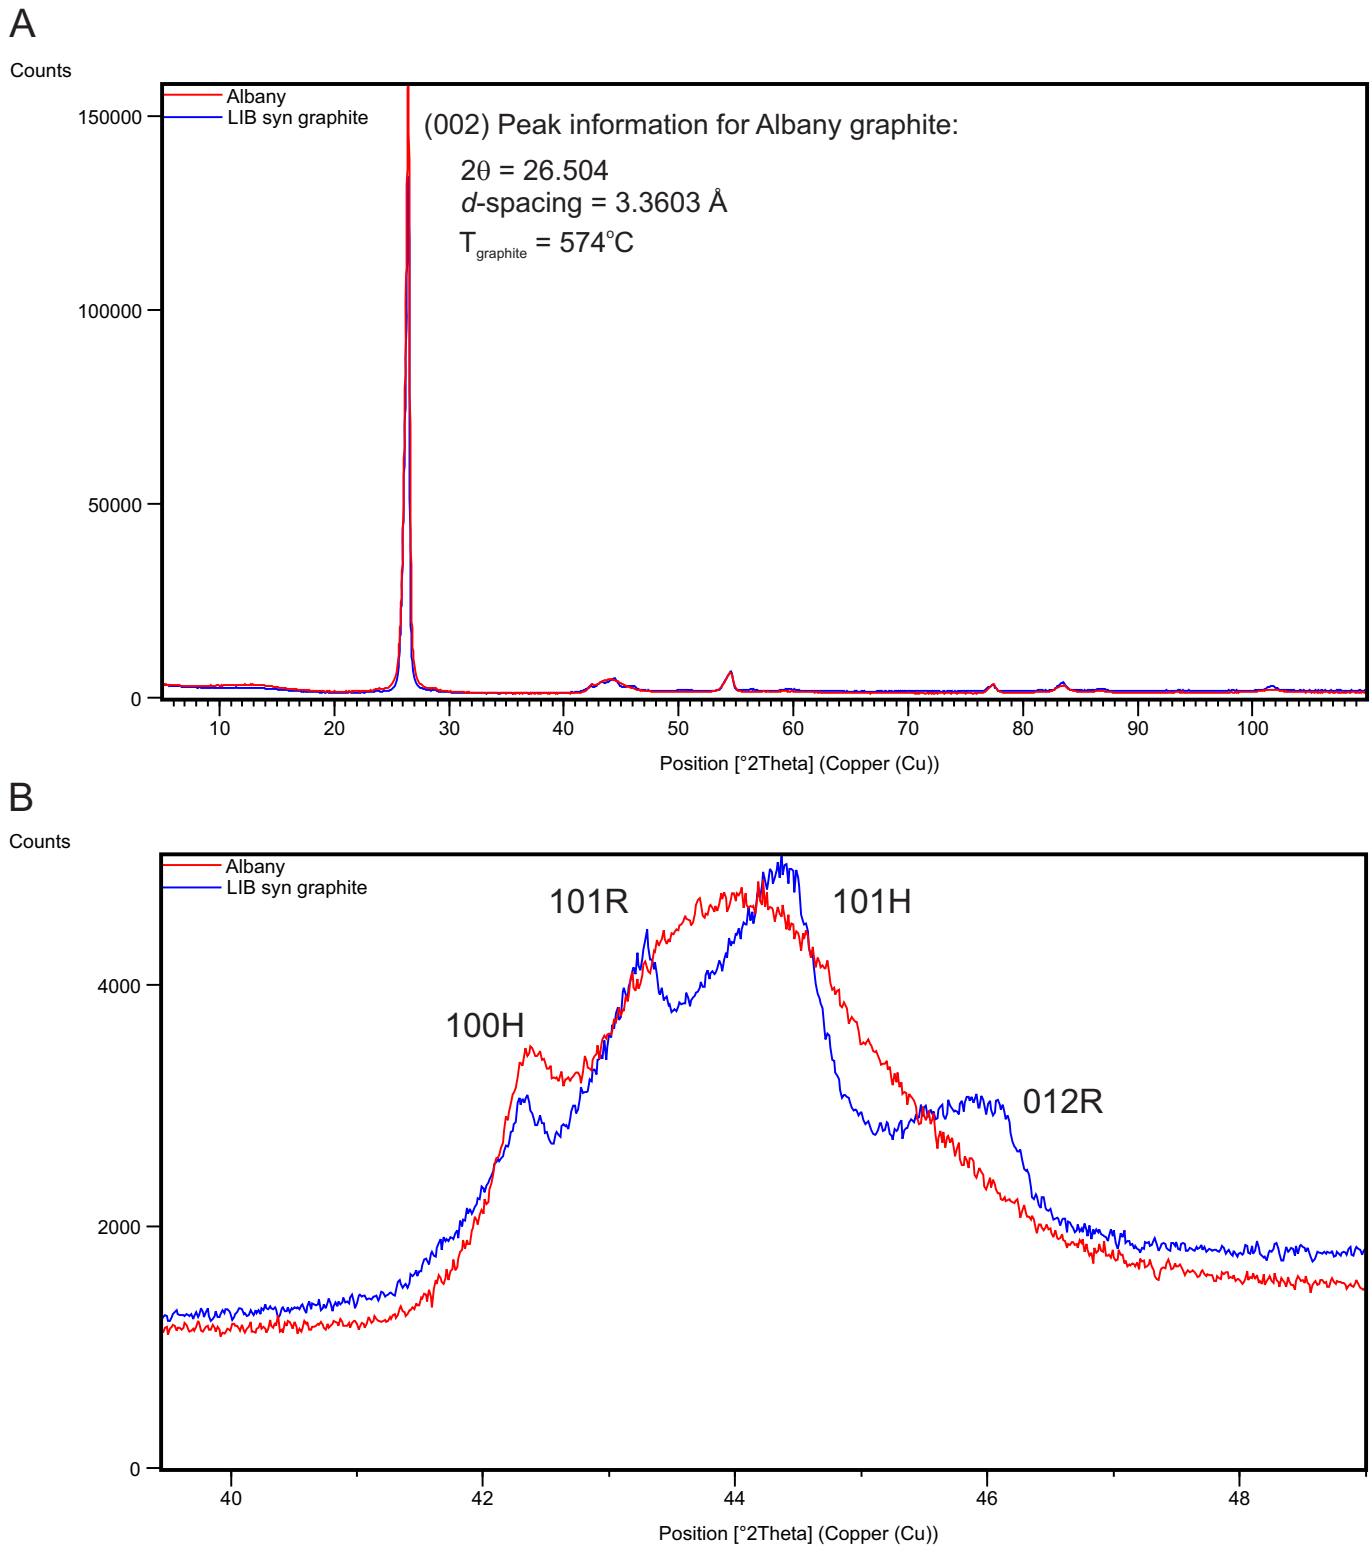 A
Counts
Albany
LIB syn graphite
(002) Peak information for Albany graphite:
2θ = 26.504
d-spacing = 3.3603 Å
T graphite = 574°C
150000
100000
50000
0
10 20 30 40 50 60 70 80 90 100
Position [°2Theta] (Copper (Cu))
B
Counts
Albany
LIB syn graphite
101R
101H
100H
012R
4000
2000
0
40 42 44 46 48
Position [°2Theta] (Copper (Cu))